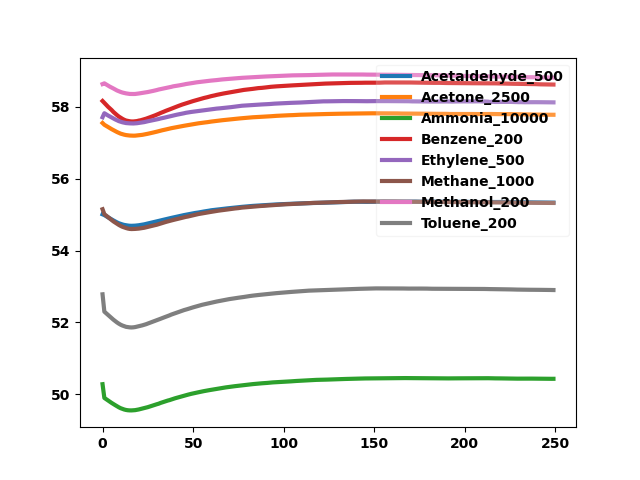 Acetaldehyde_500
Acetone_2500
Ammonia_10000
Benzene_200
Ethylene_500
Methane_1000
Methanol_200
Toluene_200
58
56
54
52
50
0 50 100 150 200 250